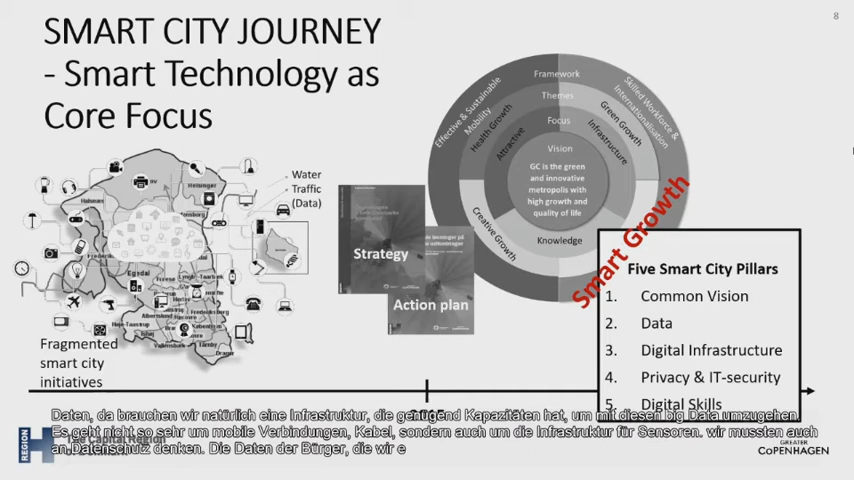 8
SMART CITY JOURNEY
- Smart Technology as
Core Focus
Framework
Themes
Focus
Vision
GC is the green
and innovative
metropolis with
high growth and
quality of life
Knowledge
Effective & Sustainable
Mobility
Health Growth
Attractive
Skilled Workforce &
Internationalisation
Green Growth
Infrastructure
Creative Growth
Smart Growth
Water
Traffic
(Data)
Helsingør
Halsnæs
Egedal
Albertslund
København
Dragør
Strategy
Action plan
Fragmented
smart city
initiatives
Five Smart City Pillars
1. Common Vision
2. Data
3. Digital Infrastructure
4. Privacy & IT-security
5. Digital Skills
Daten, da brauchen wir natürlich eine Infrastruktur, die genügend Kapazitäten hat, um mit diesen big Data umzugehen.
Es geht nicht so sehr um mobile Verbindungen, Kabel, sondern auch um die Infrastruktur für Sensoren. wir mussten auch
an Datenschutz denken. Die Daten der Bürger, die wir e
REGION
The Capital Region
GREATER
COPENHAGEN